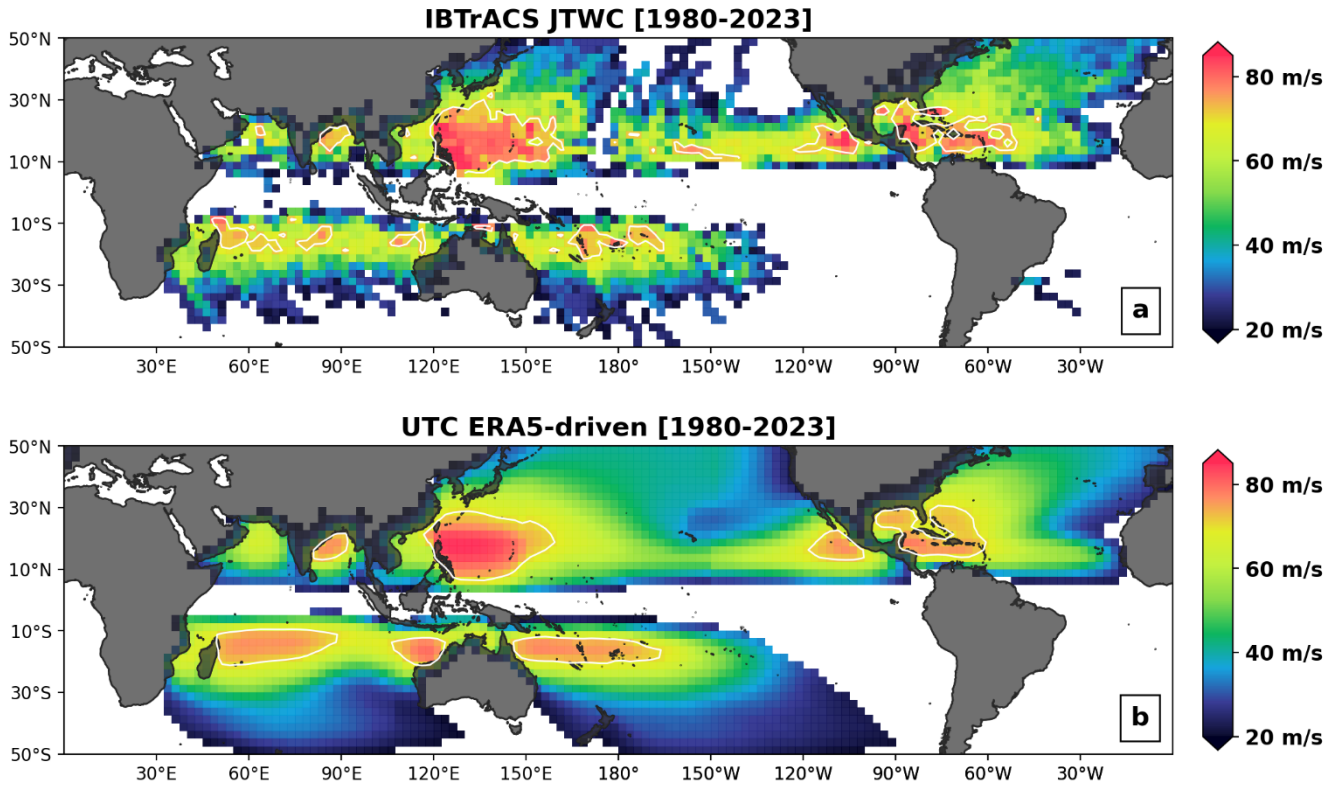 IBTrACS JTWC [1980-2023]
50°N
30°N
10°N
10°S
30°S
50°S
30°E 60°E 90°E 120°E 150°E 180° 150°W 120°W 90°W 60°W 30°W
a
80 m/s
60 m/s
40 m/s
20 m/s
UTC ERA5-driven [1980-2023]
50°N
30°N
10°N
10°S
30°S
50°S
30°E 60°E 90°E 120°E 150°E 180° 150°W 120°W 90°W 60°W 30°W
b
80 m/s
60 m/s
40 m/s
20 m/s